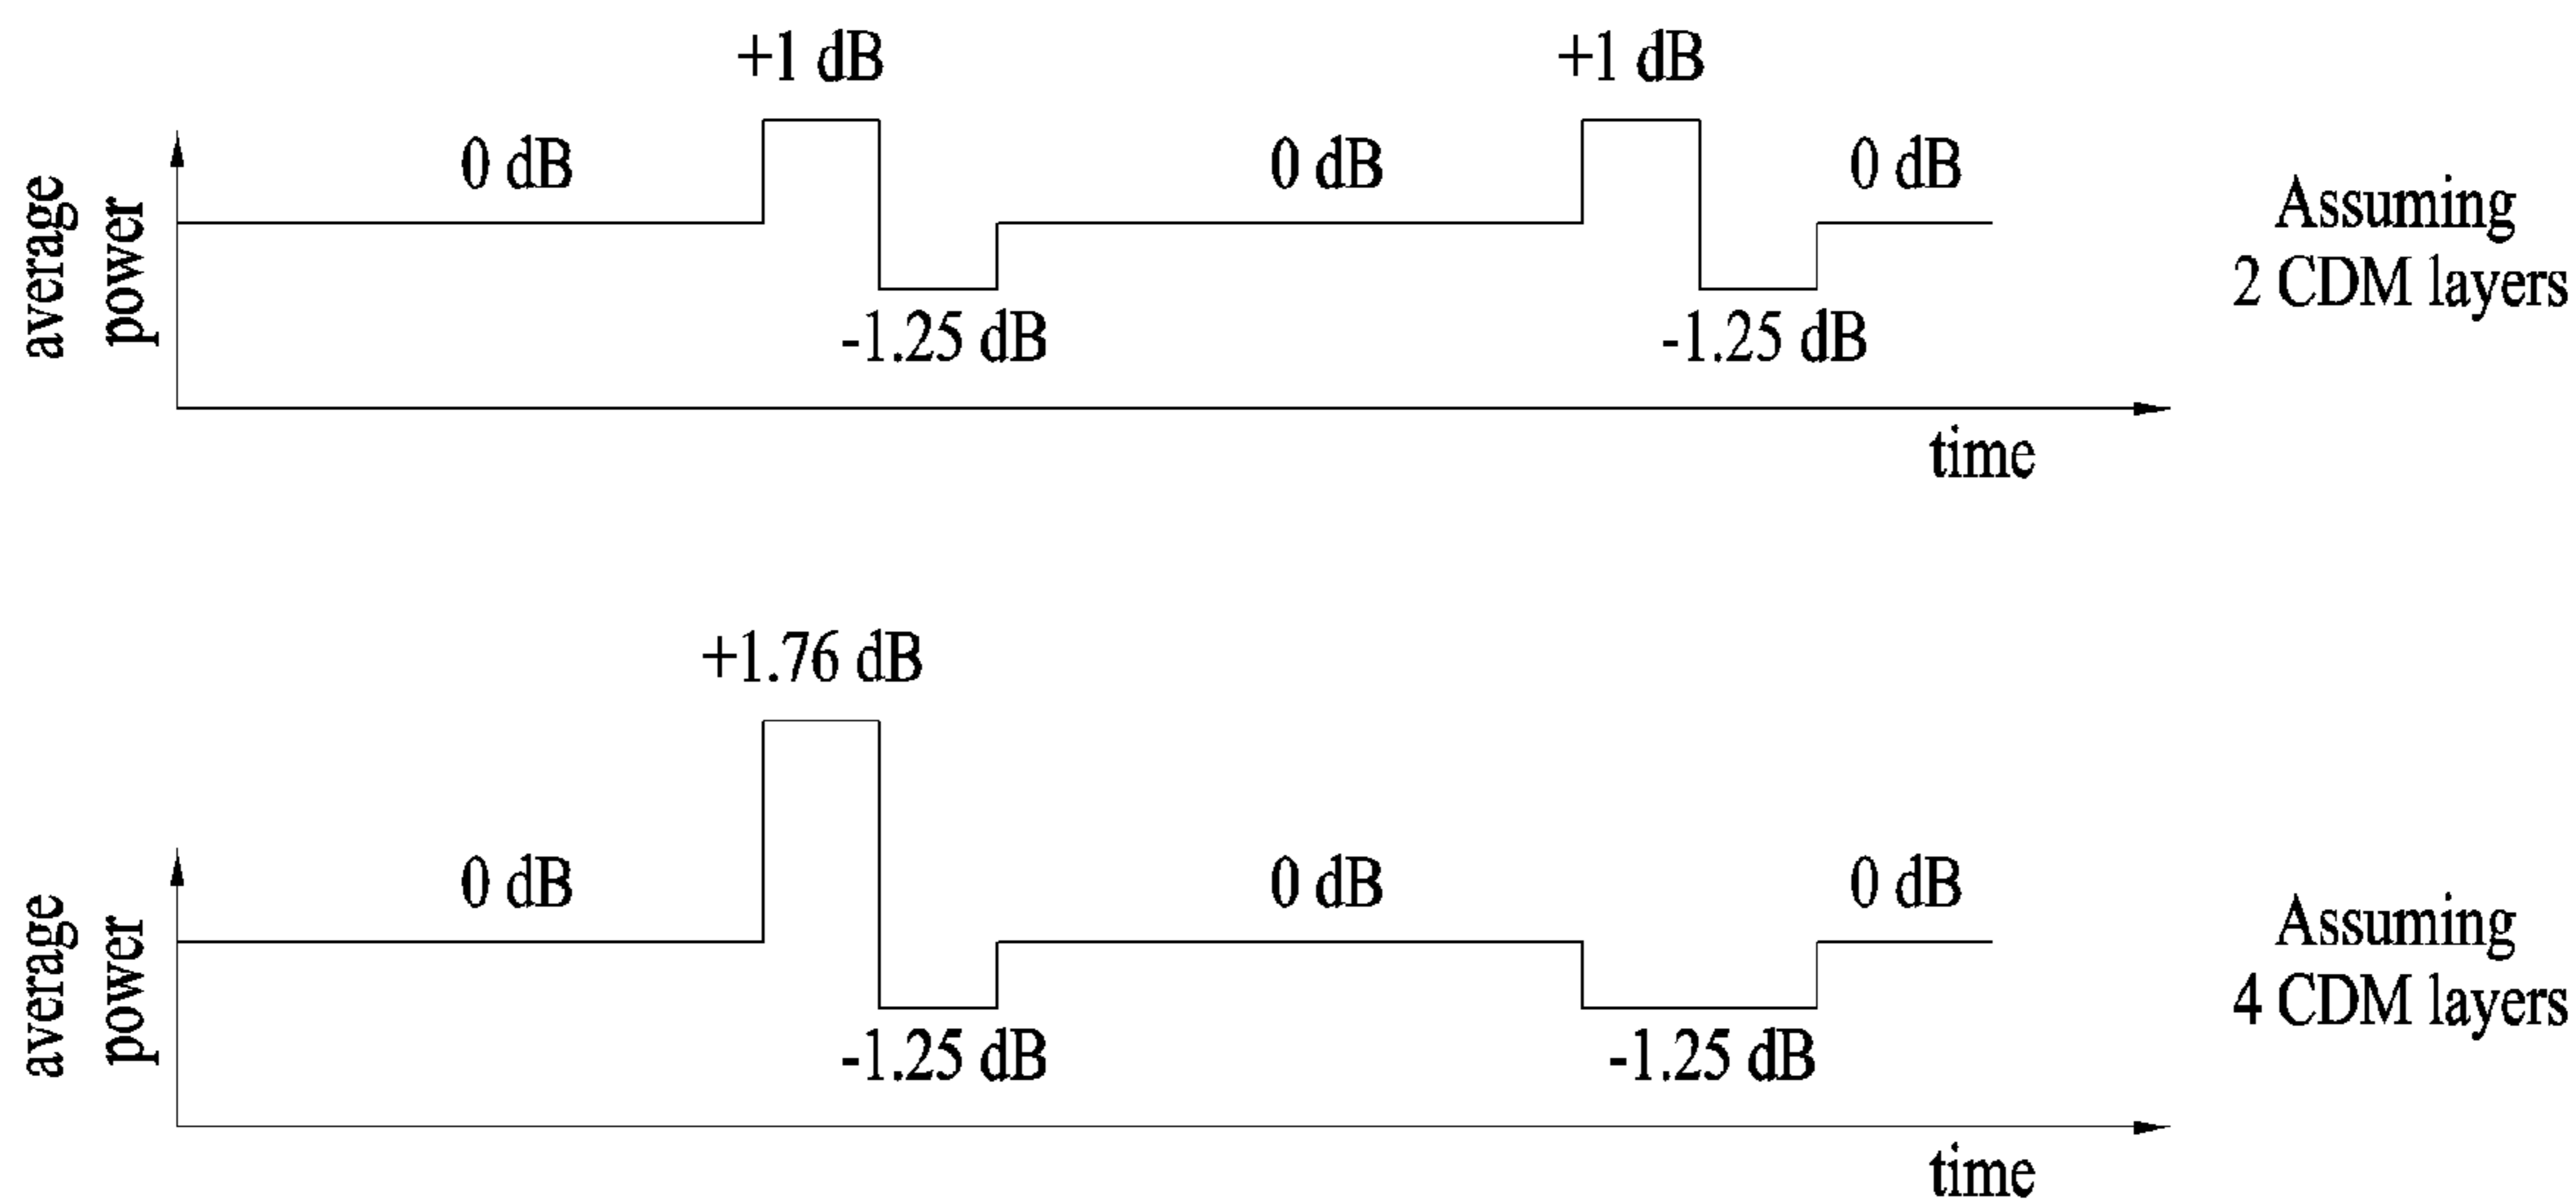 +1 dB
+1 dB
0 dB
0 dB
0 dB
average
power
-1.25 dB
-1.25 dB
Assuming
2 CDM layers
time
+1.76 dB
0 dB
0 dB
0 dB
average
power
-1.25 dB
-1.25 dB
Assuming
4 CDM layers
time